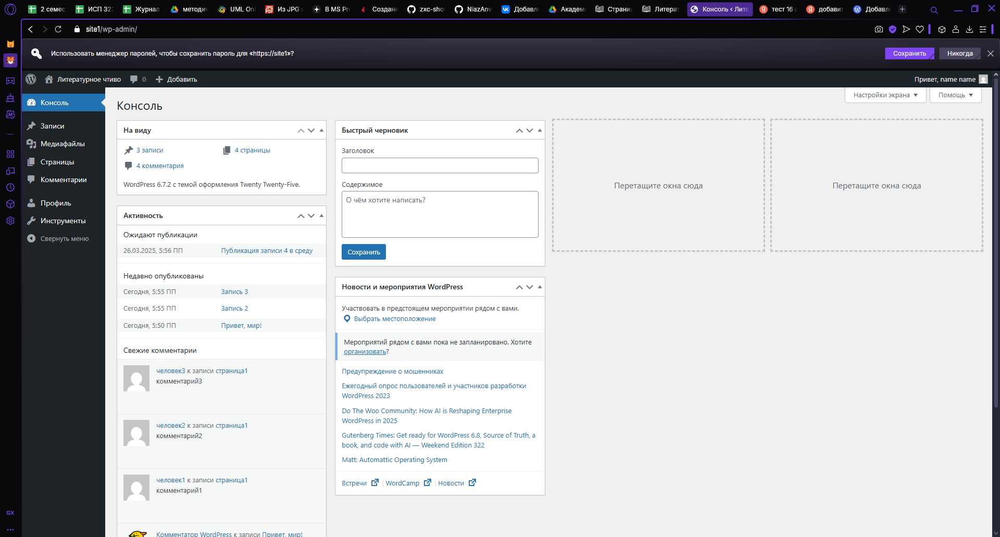 2 семест
ИСП 322
Журнал
методич
UML Onl
Из JPG в
В MS Pro
Создани
zxc-shop
NiazAnv
Добавл
Академ
Страниц
Литерат
Консоль ‹ Лите
тест 16
добавит
Добавл
site1/wp-admin/
Использовать менеджер паролей, чтобы сохранить пароль для «https://site1»?
Сохранить
Никогда
Литературное чтиво
0
Добавить
Привет, name name
Консоль
Записи
Медиафайлы
Страницы
Комментарии
Профиль
Инструменты
Свернуть меню
GX
Настройки экрана
Помощь
Консоль
На виду
3 записи
4 страницы
4 комментария
WordPress 6.7.2 с темой оформления Twenty Twenty-Five.
Активность
Ожидают публикации
26.03.2025, 5:56 ПП
Публикация записи 4 в среду
Недавно опубликованы
Сегодня, 5:55 ПП
Запись 3
Сегодня, 5:55 ПП
Запись 2
Сегодня, 5:50 ПП
Привет, мир!
Свежие комментарии
человек3 к записи страница1
комментарий3
человек2 к записи страница1
комментарий2
человек1 к записи страница1
комментарий1
Комментатор WordPress к записи Привет, мир!
Быстрый черновик
Заголовок
Содержимое
О чём хотите написать?
Сохранить
Новости и мероприятия WordPress
Участвовать в предстоящем мероприятии рядом с вами.
Выбрать местоположение
Мероприятий рядом с вами пока не запланировано. Хотите
организовать?
Предупреждение о мошенниках
Ежегодный опрос пользователей и участников разработки
WordPress 2023
Do The Woo Community: How AI is Reshaping Enterprise
WordPress in 2025
Gutenberg Times: Get ready for WordPress 6.8, Source of Truth, a
book, and code with AI — Weekend Edition 322
Matt: Automattic Operating System
Встречи | WordCamp | Новости
Перетащите окна сюда
Перетащите окна сюда